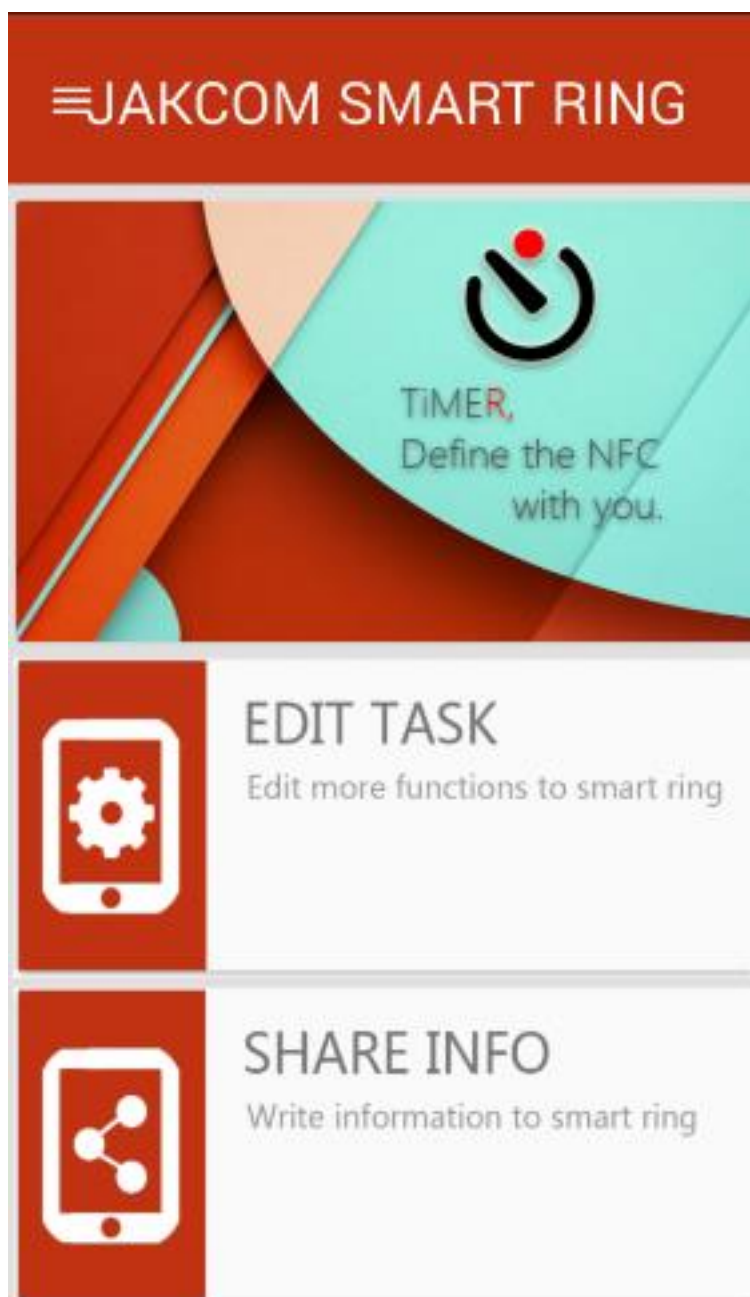 JAKCOM SMART RING
TiMER,
Define the NFC
with you.
EDIT TASK
Edit more functions to smart ring
SHARE INFO
Write information to smart ring